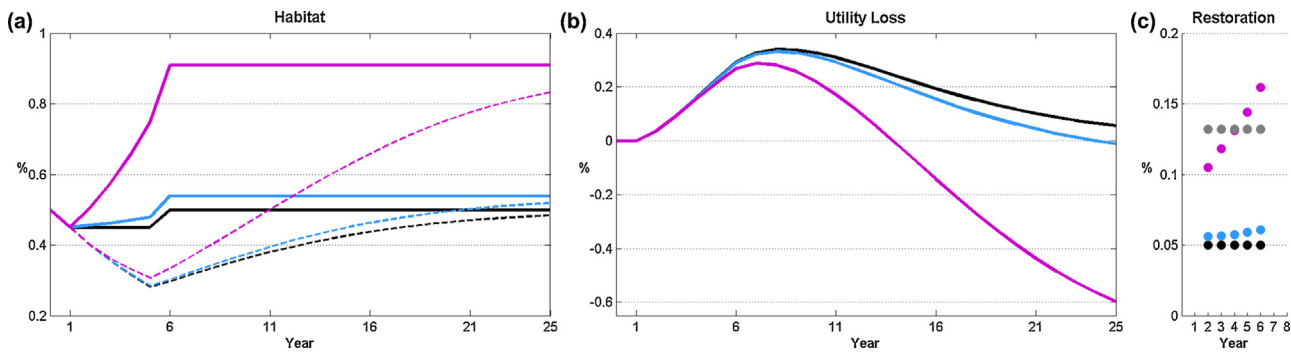 (a)
Habitat
1
0.8
%
0.6
0.4
0.2
1 6 11 16 21 25
Year
(b)
Utility Loss
0.4
0.2
0
%
-0.2
-0.4
-0.6
1 6 11 16 21 25
Year
(c)
Restoration
0.2
0.15
%
0.1
0.05
0
1 2 3 4 5 6 7 8
Year